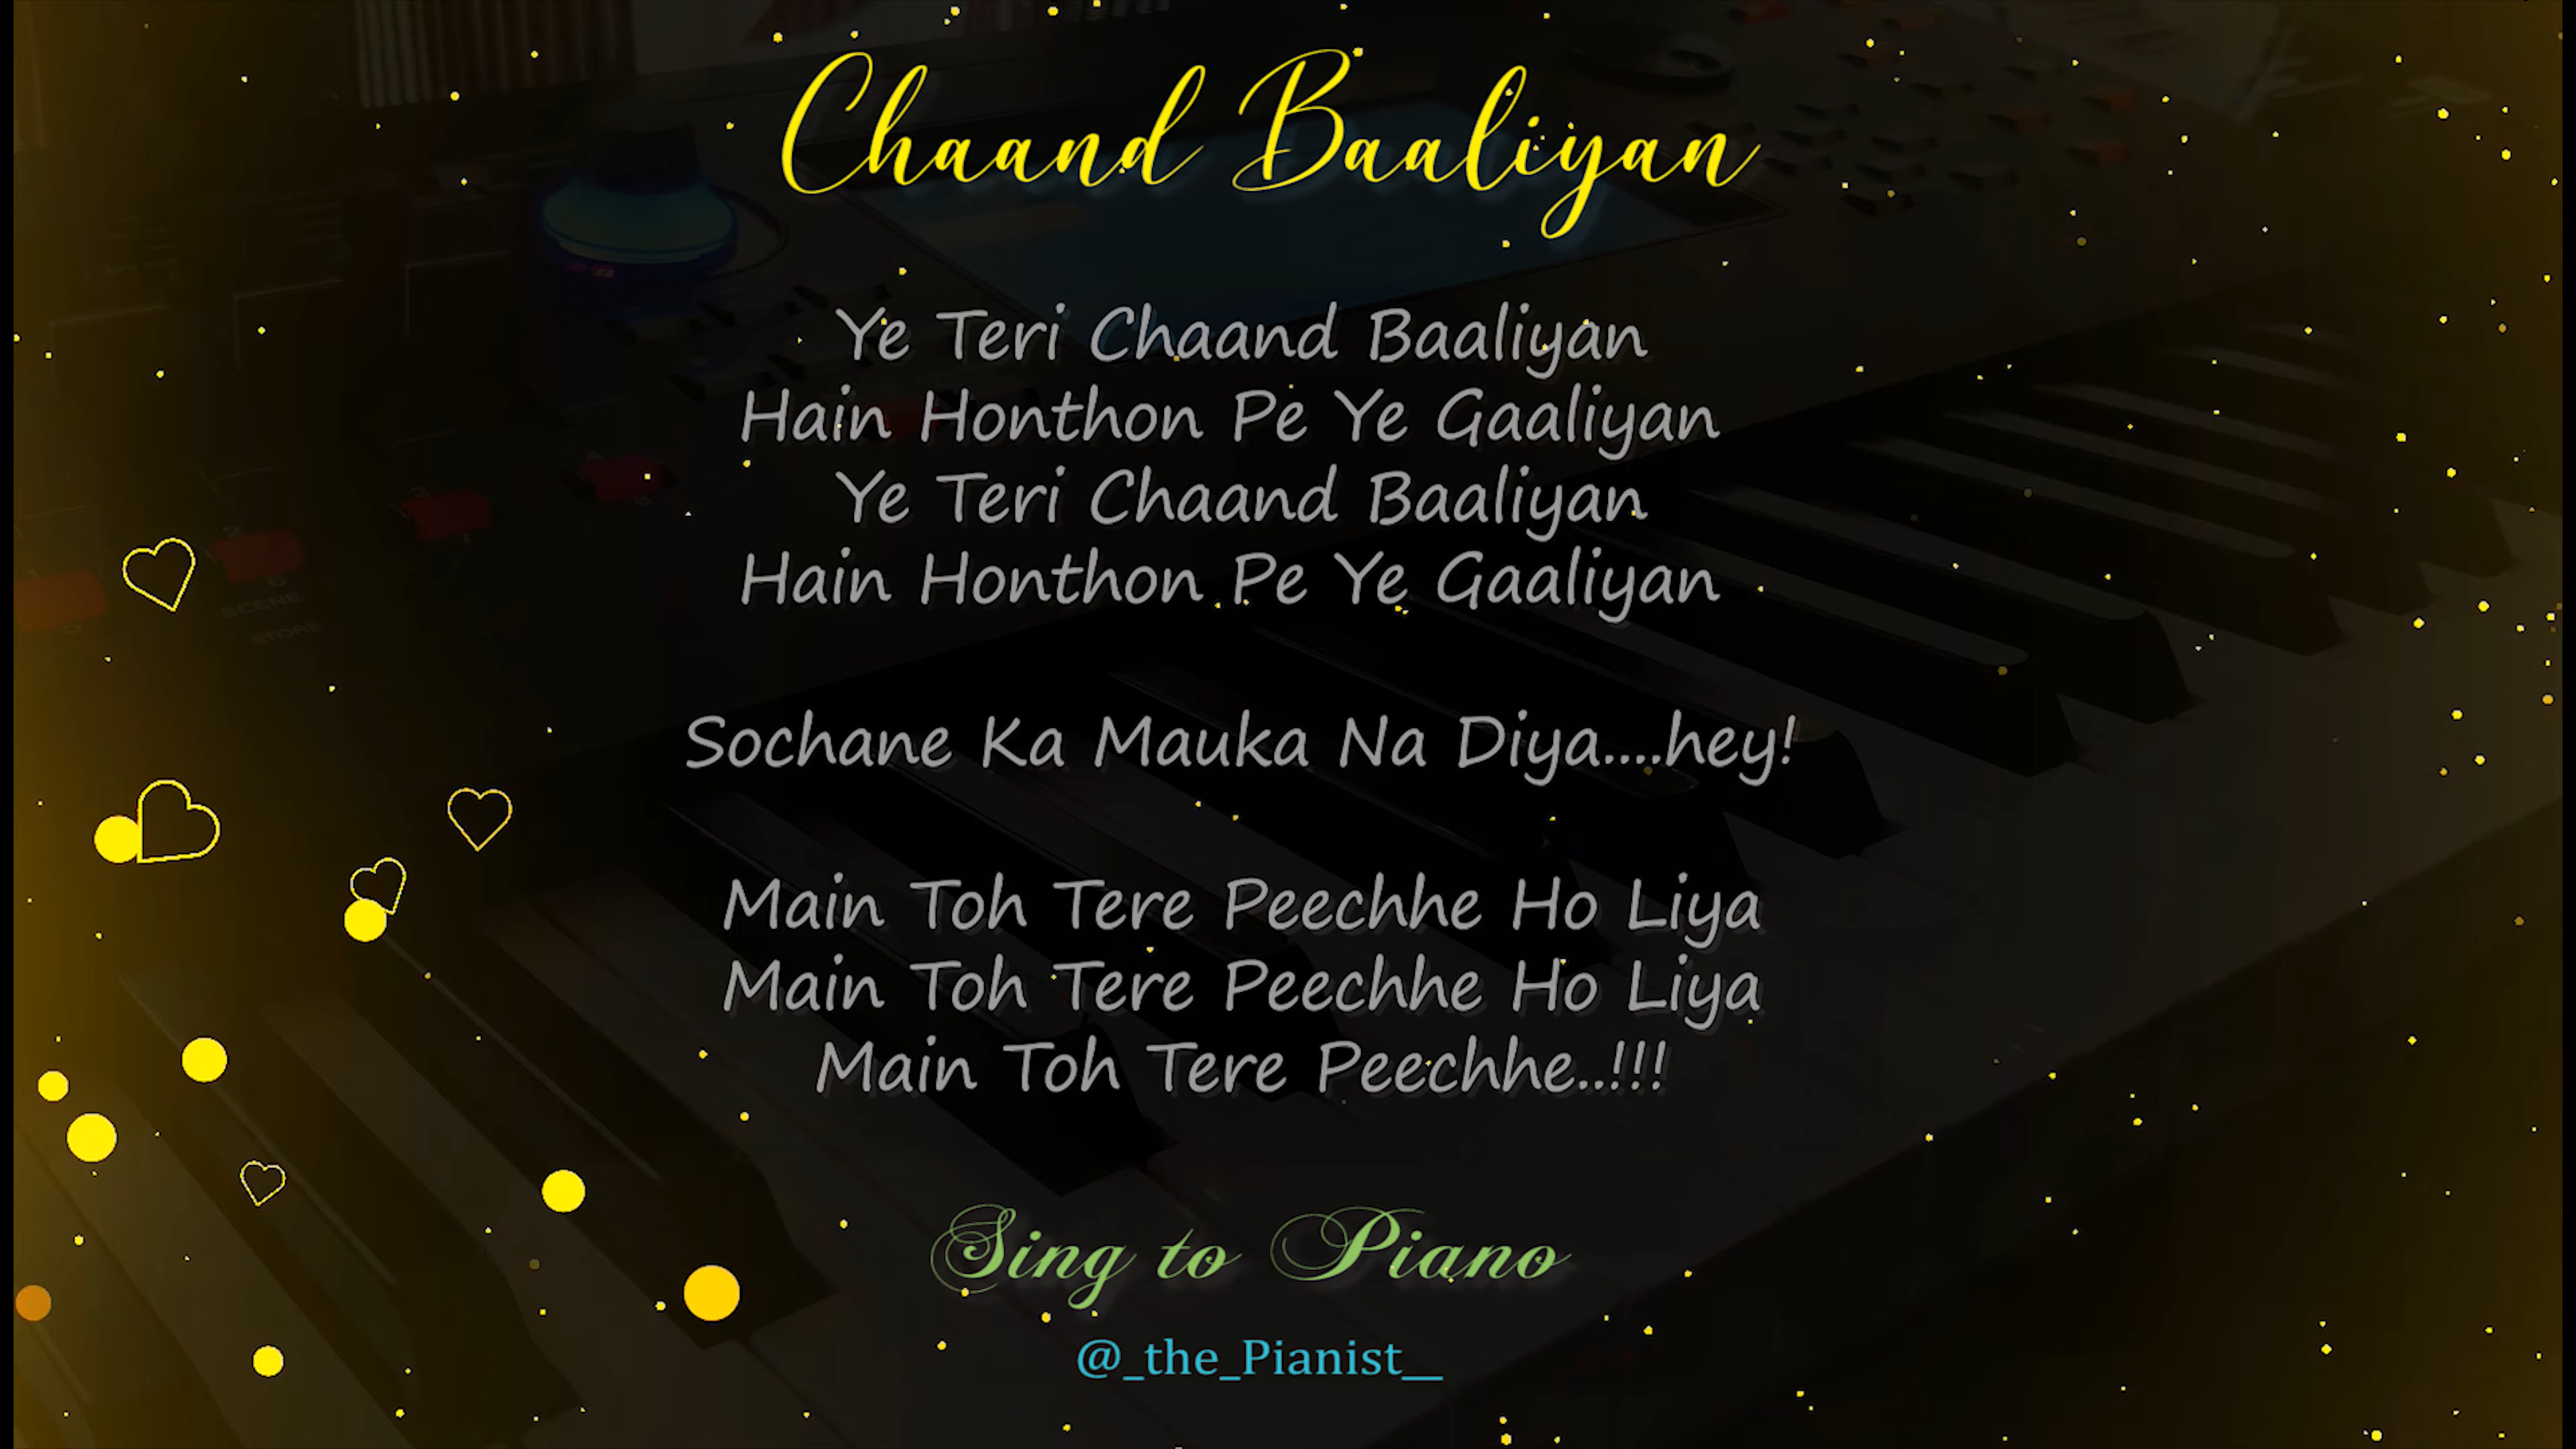 Chaand Baaliyan
Ye Teri Chaand Baaliyan
Hain Honthon Pe Ye Gaaliyan
Ye Teri Chaand Baaliyan
Hain Honthon Pe Ye Gaaliyan
Sochane Ka Mauka Na Diya....hey!
Main Toh Tere Peechhe Ho Liya
Main Toh Tere Peechhe Ho Liya
Main Toh Tere Peechhe..!!!
SCENE
STORE
Sing to Piano
@_the_Pianist__